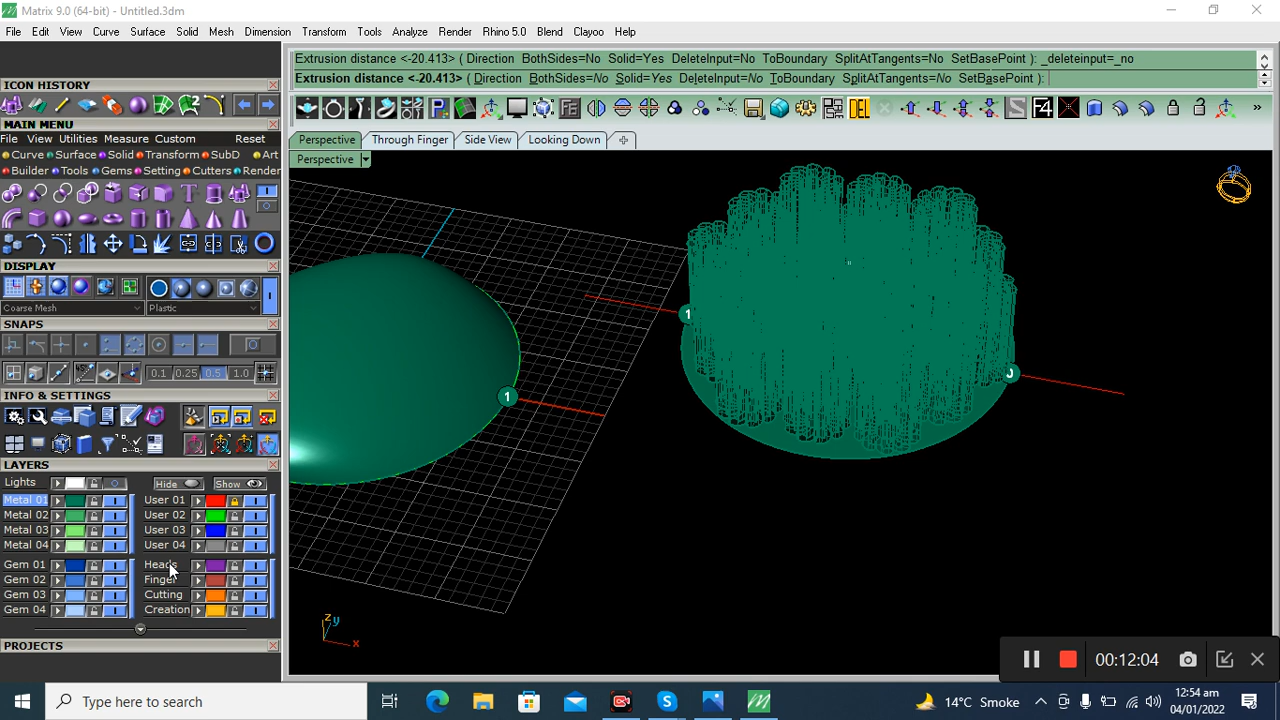 Matrix 9.0 (64-bit) - Untitled.3dm
File Edit View Curve Surface Solid Mesh Dimension Transform Tools Analyze Render Rhino 5.0 Blend Clayoo Help
Extrusion distance <-20.413> ( Direction BothSides=No Solid=Yes DeleteInput=No ToBoundary SplitAtTangents=No SetBasePoint ): _deleteinput=_no
Extrusion distance <-20.413> ( Direction BothSides=No Solid=Yes DeleteInput=No ToBoundary SplitAtTangents=No SetBasePoint ):
ICON HISTORY
MAIN MENU
File View Utilities Measure Custom Reset
Curve Surface Solid Transform SubD Art
Builder Tools Gems Setting Cutters Render
DISPLAY
Coarse Mesh Plastic
SNAPS
0.1 0.25 0.5 1.0
INFO & SETTINGS
LAYERS
Lights Hide Show
Metal 01 User 01
Metal 02 User 02
Metal 03 User 03
Metal 04 User 04
Gem 01 Heads
Gem 02 Finger
Gem 03 Cutting
Gem 04 Creation
PROJECTS
Perspective Through Finger Side View Looking Down
Perspective
F4
DEL
1
1
J
z
y
x
00:12:04
Type here to search
14°C Smoke
12:54 am
04/01/2022